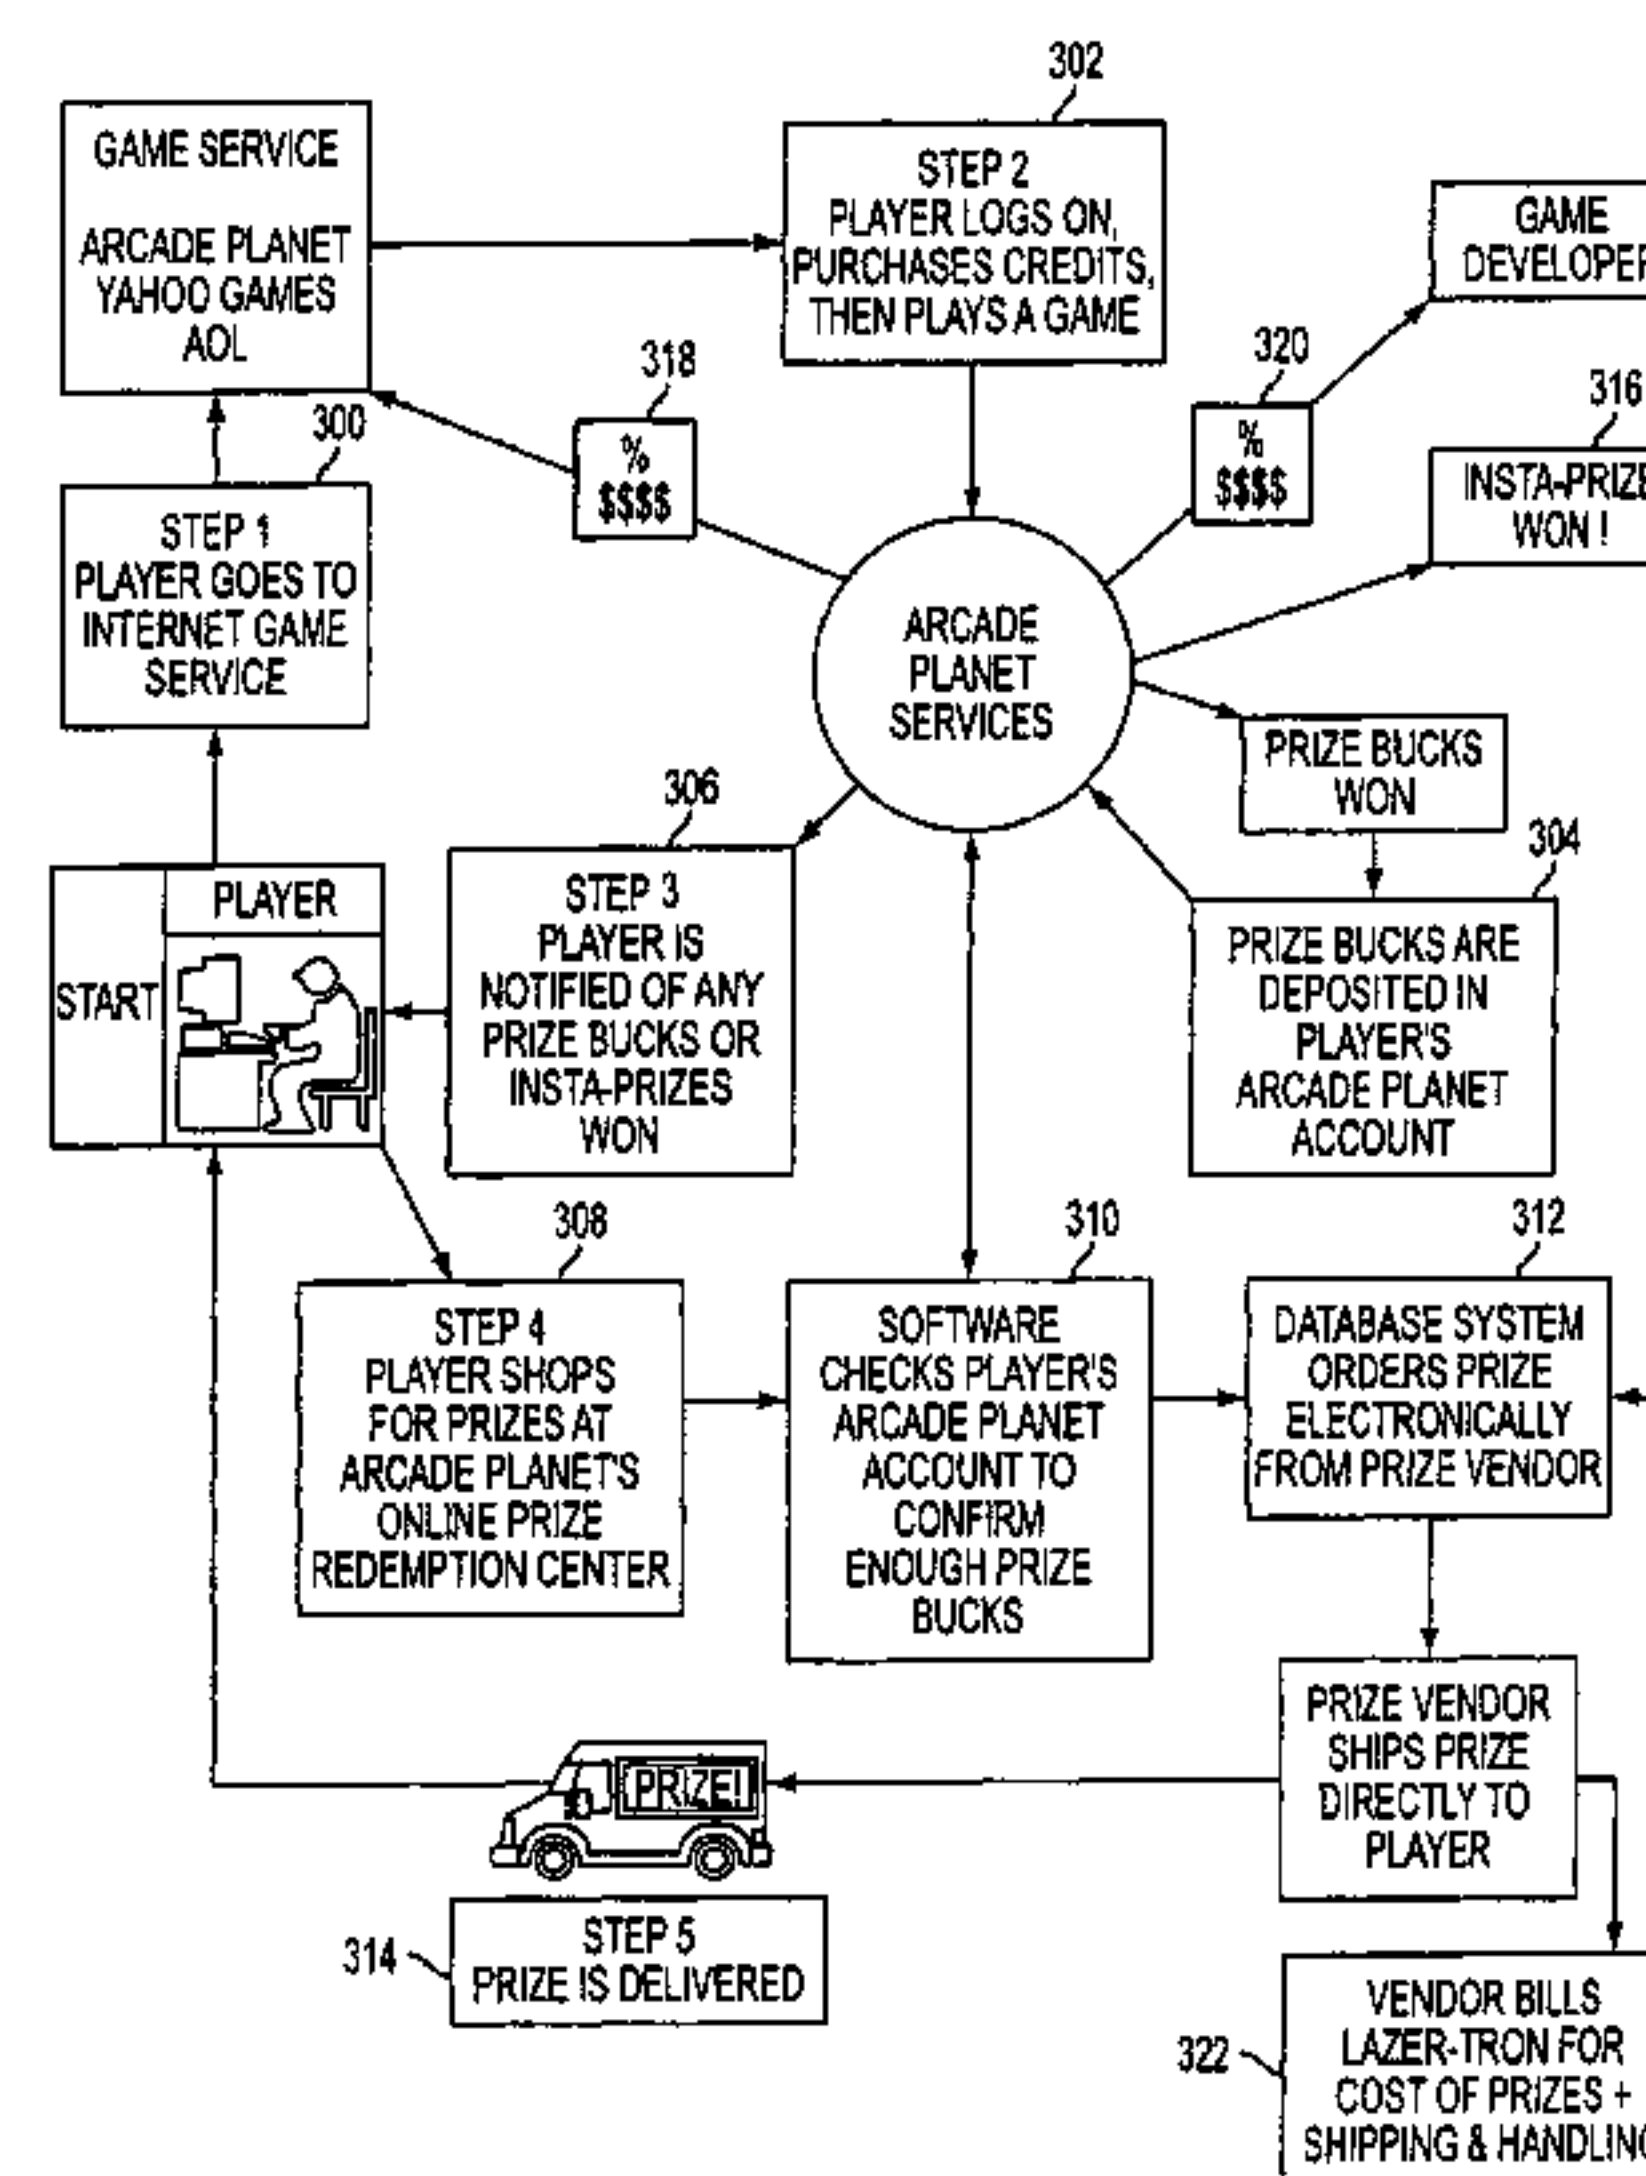 302
GAME SERVICE
ARCADE PLANET
YAHOO GAMES
AOL
STEP 2
PLAYER LOGS ON,
PURCHASES CREDITS,
THEN PLAYS A GAME
GAME
DEVELOPER
318
%
$$$$
320
%
$$$$
316
INSTA-PRIZE
WON !
300
STEP 1
PLAYER GOES TO
INTERNET GAME
SERVICE
ARCADE
PLANET
SERVICES
PRIZE BUCKS
WON
306
STEP 3
PLAYER IS
NOTIFIED OF ANY
PRIZE BUCKS OR
INSTA-PRIZES
WON
START
PLAYER
304
PRIZE BUCKS ARE
DEPOSITED IN
PLAYER'S
ARCADE PLANET
ACCOUNT
308
STEP 4
PLAYER SHOPS
FOR PRIZES AT
ARCADE PLANET'S
ONLINE PRIZE
REDEMPTION CENTER
310
SOFTWARE
CHECKS PLAYER'S
ARCADE PLANET
ACCOUNT TO
CONFIRM
ENOUGH PRIZE
BUCKS
312
DATABASE SYSTEM
ORDERS PRIZE
ELECTRONICALLY
FROM PRIZE VENDOR
PRIZE VENDOR
SHIPS PRIZE
DIRECTLY TO
PLAYER
PRIZE!
314
STEP 5
PRIZE IS DELIVERED
322
VENDOR BILLS
LAZER-TRON FOR
COST OF PRIZES +
SHIPPING & HANDLING